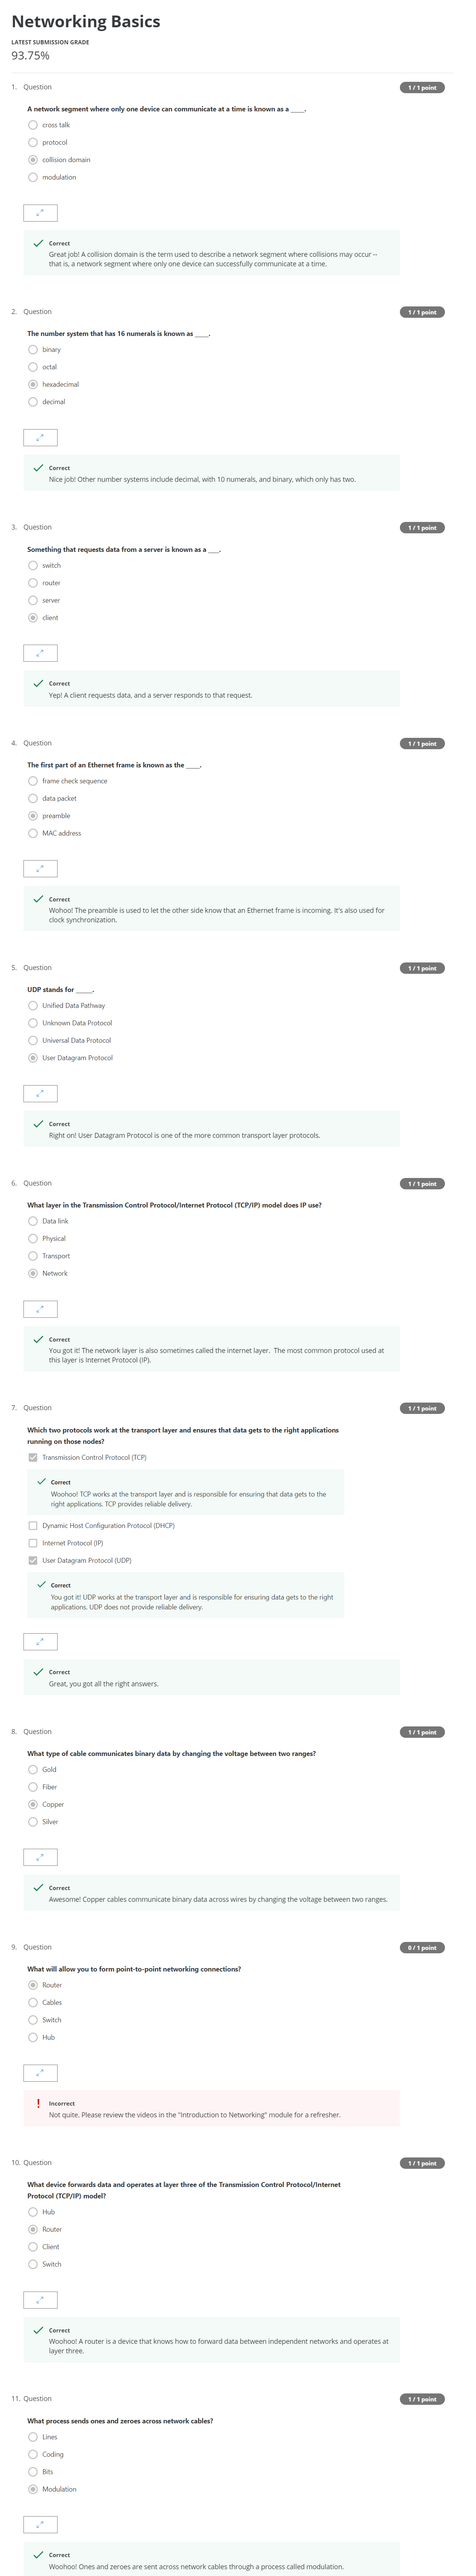 Networking Basics
LATEST SUBMISSION GRADE
93.75%
1. Question
1 / 1 point
A network segment where only one device can communicate at a time is known as a _____.
cross talk
protocol
collision domain
modulation
Correct
Great job! A collision domain is the term used to describe a network segment where collisions may occur --
that is, a network segment where only one device can successfully communicate at a time.
2. Question
1 / 1 point
The number system that has 16 numerals is known as _____.
binary
octal
hexadecimal
decimal
Correct
Nice job! Other number systems include decimal, with 10 numerals, and binary, which only has two.
3. Question
1 / 1 point
Something that requests data from a server is known as a ____.
switch
router
server
client
Correct
Yep! A client requests data, and a server responds to that request.
4. Question
1 / 1 point
The first part of an Ethernet frame is known as the _____.
frame check sequence
data packet
preamble
MAC address
Correct
Wohoo! The preamble is used to let the other side know that an Ethernet frame is incoming. It's also used for
clock synchronization.
5. Question
1 / 1 point
UDP stands for ______.
Unified Data Pathway
Unknown Data Protocol
Universal Data Protocol
User Datagram Protocol
Correct
Right on! User Datagram Protocol is one of the more common transport layer protocols.
6. Question
1 / 1 point
What layer in the Transmission Control Protocol/Internet Protocol (TCP/IP) model does IP use?
Data link
Physical
Transport
Network
Correct
You got it! The network layer is also sometimes called the internet layer.  The most common protocol used at
this layer is Internet Protocol (IP).
7. Question
1 / 1 point
Which two protocols work at the transport layer and ensures that data gets to the right applications
running on those nodes?
Transmission Control Protocol (TCP)
Correct
Woohoo! TCP works at the transport layer and is responsible for ensuring that data gets to the
right applications. TCP provides reliable delivery.
Dynamic Host Configuration Protocol (DHCP)
Internet Protocol (IP)
User Datagram Protocol (UDP)
Correct
You got it! UDP works at the transport layer and is responsible for ensuring data gets to the right
applications. UDP does not provide reliable delivery.
Correct
Great, you got all the right answers.
8. Question
1 / 1 point
What type of cable communicates binary data by changing the voltage between two ranges?
Gold
Fiber
Copper
Silver
Correct
Awesome! Copper cables communicate binary data across wires by changing the voltage between two ranges.
9. Question
0 / 1 point
What will allow you to form point-to-point networking connections?
Router
Cables
Switch
Hub
Incorrect
Not quite. Please review the videos in the "Introduction to Networking" module for a refresher.
10. Question
1 / 1 point
What device forwards data and operates at layer three of the Transmission Control Protocol/Internet
Protocol (TCP/IP) model?
Hub
Router
Client
Switch
Correct
Woohoo! A router is a device that knows how to forward data between independent networks and operates at
layer three.
11. Question
1 / 1 point
What process sends ones and zeroes across network cables?
Lines
Coding
Bits
Modulation
Correct
Woohoo! Ones and zeroes are sent across network cables through a process called modulation.